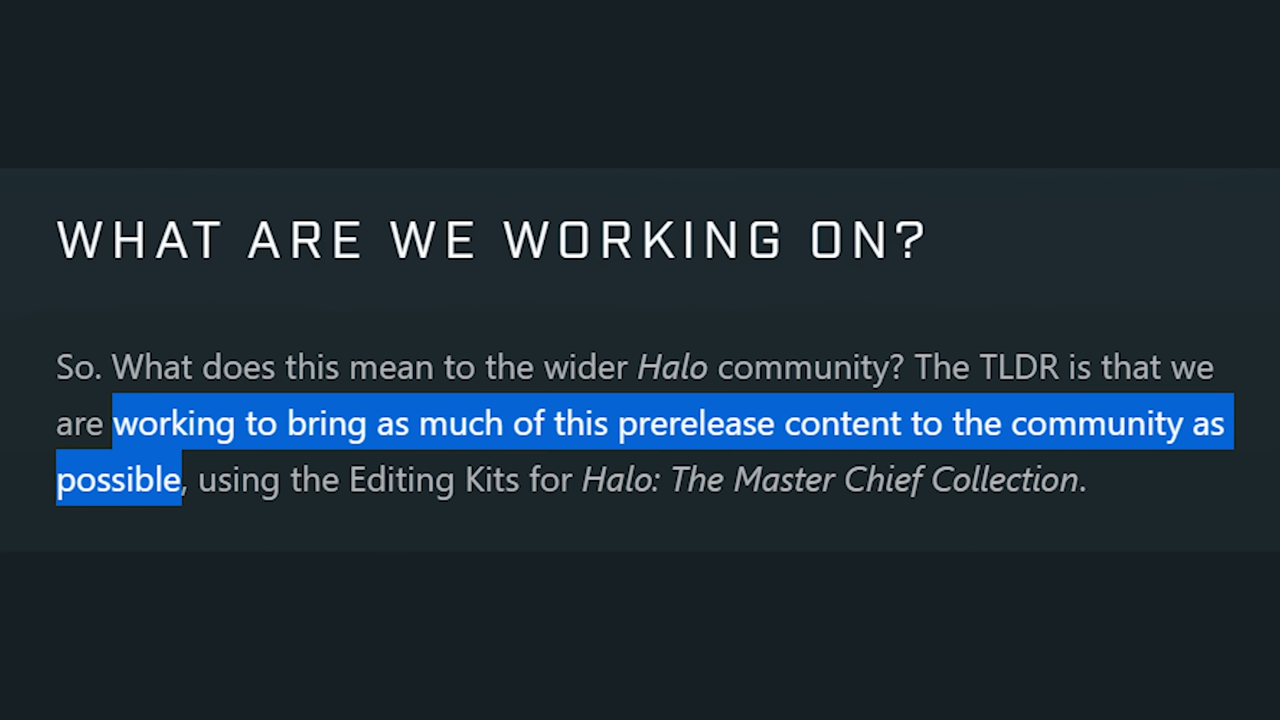 WHAT ARE WE WORKING ON?
So. What does this mean to the wider Halo community? The TLDR is that we
are working to bring as much of this prerelease content to the community as
possible, using the Editing Kits for Halo: The Master Chief Collection.